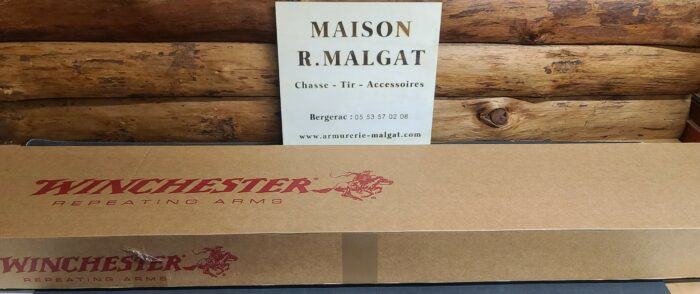 MAISON
R.MALGAT
Chasse - Tir - Accessoires
Bergerac : 05 53 57 02 08
www.armurerie-malgat.com
WINCHESTER
REPEATING ARMS
WINCHESTER
REPEATING ARMS